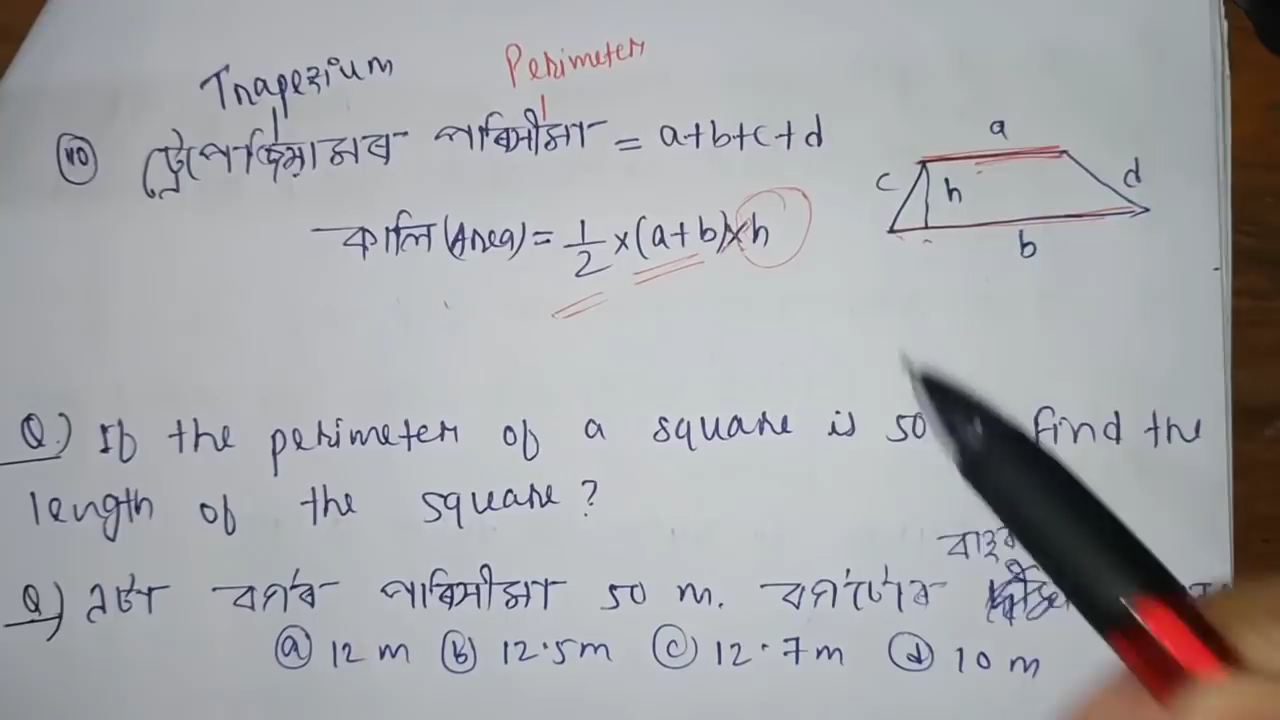 Trapezium Perimeter
১০ ট্ৰেপেজিয়ামৰ পৰিসীমা = a+b+c+d
a
c h d
কালি (Area) = 1/2 × (a+b) × h
b
Q.) If the perimeter of a square is 50 find the
length of the square?
Q) এটা বৰ্গৰ পৰিসীমা 50 m. বৰ্গটোৰ
(a) 12 m (b) 12.5m (c) 12.7m (d) 10 m